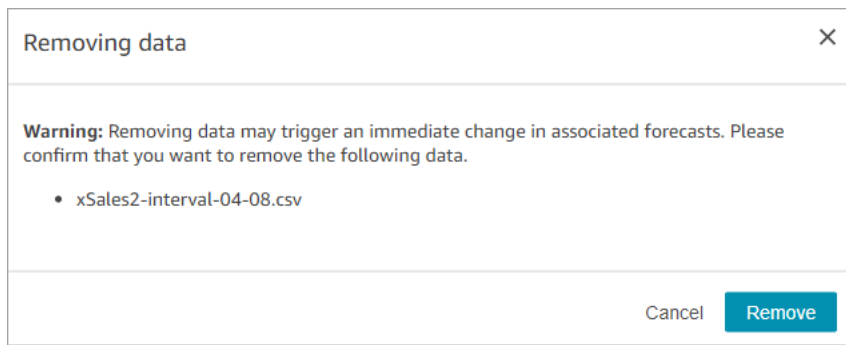 Removing data
Warning: Removing data may trigger an immediate change in associated forecasts. Please
confirm that you want to remove the following data.
• xSales2-interval-04-08.csv
Cancel
Remove